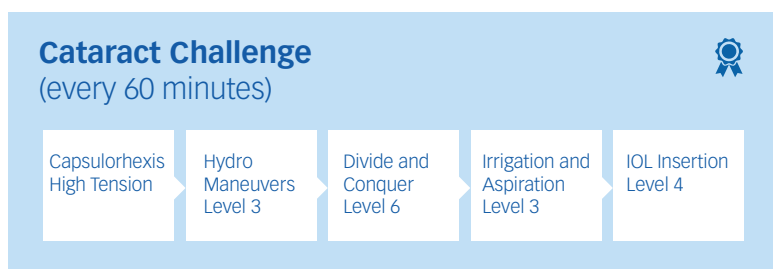 Cataract Challenge
(every 60 minutes)
Capsulorhexis
High Tension
Hydro
Maneuvers
Level 3
Divide and
Conquer
Level 6
Irrigation and
Aspiration
Level 3
IOL Insertion
Level 4